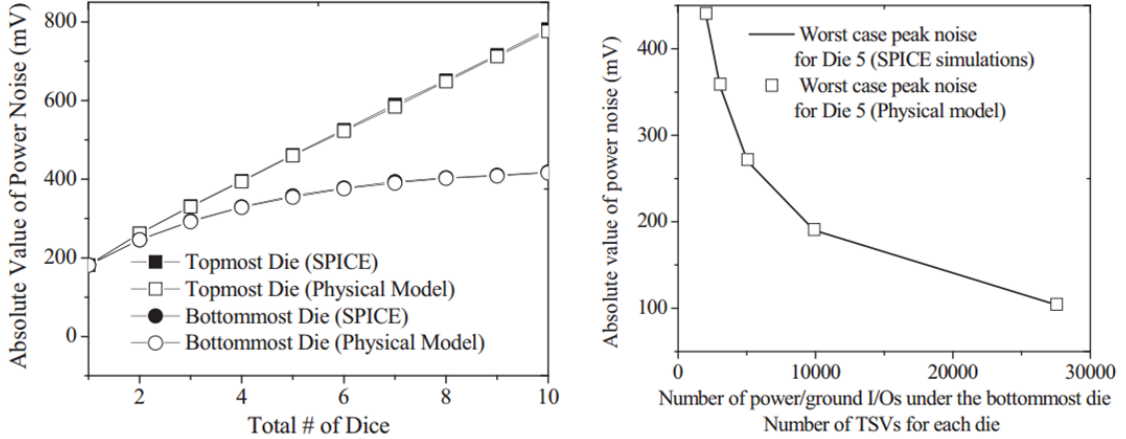 Absolute Value of Power Noise (mV)
800
600
400
200
0
Topmost Die (SPICE)
Topmost Die (Physical Model)
Bottommost Die (SPICE)
Bottommost Die (Physical Model)
2
4
6
8
10
Total # of Dice
Absolute value of power noise (mV)
400
300
200
100
Worst case peak noise
for Die 5 (SPICE simulations)
Worst case peak noise
for Die 5 (Physical model)
0
10000
20000
30000
Number of power/ground I/Os under the bottommost die
Number of TSVs for each die